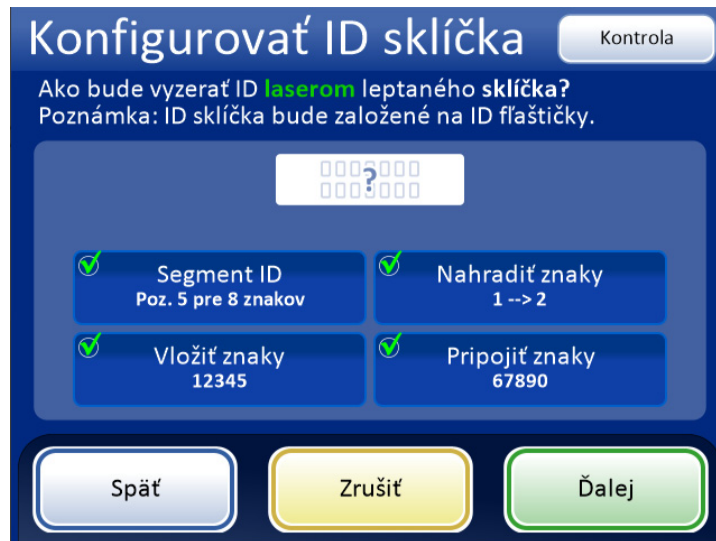 Konfigurovať ID sklíčka
Kontrola
Ako bude vyzerať ID laserom leptaného sklíčka?
Poznámka: ID sklíčka bude založené na ID fľaštičky.
?
Segment ID
Poz. 5 pre 8 znakov
Nahradiť znaky
1 --> 2
Vložiť znaky
12345
Pripojiť znaky
67890
Späť
Zrušiť
Ďalej